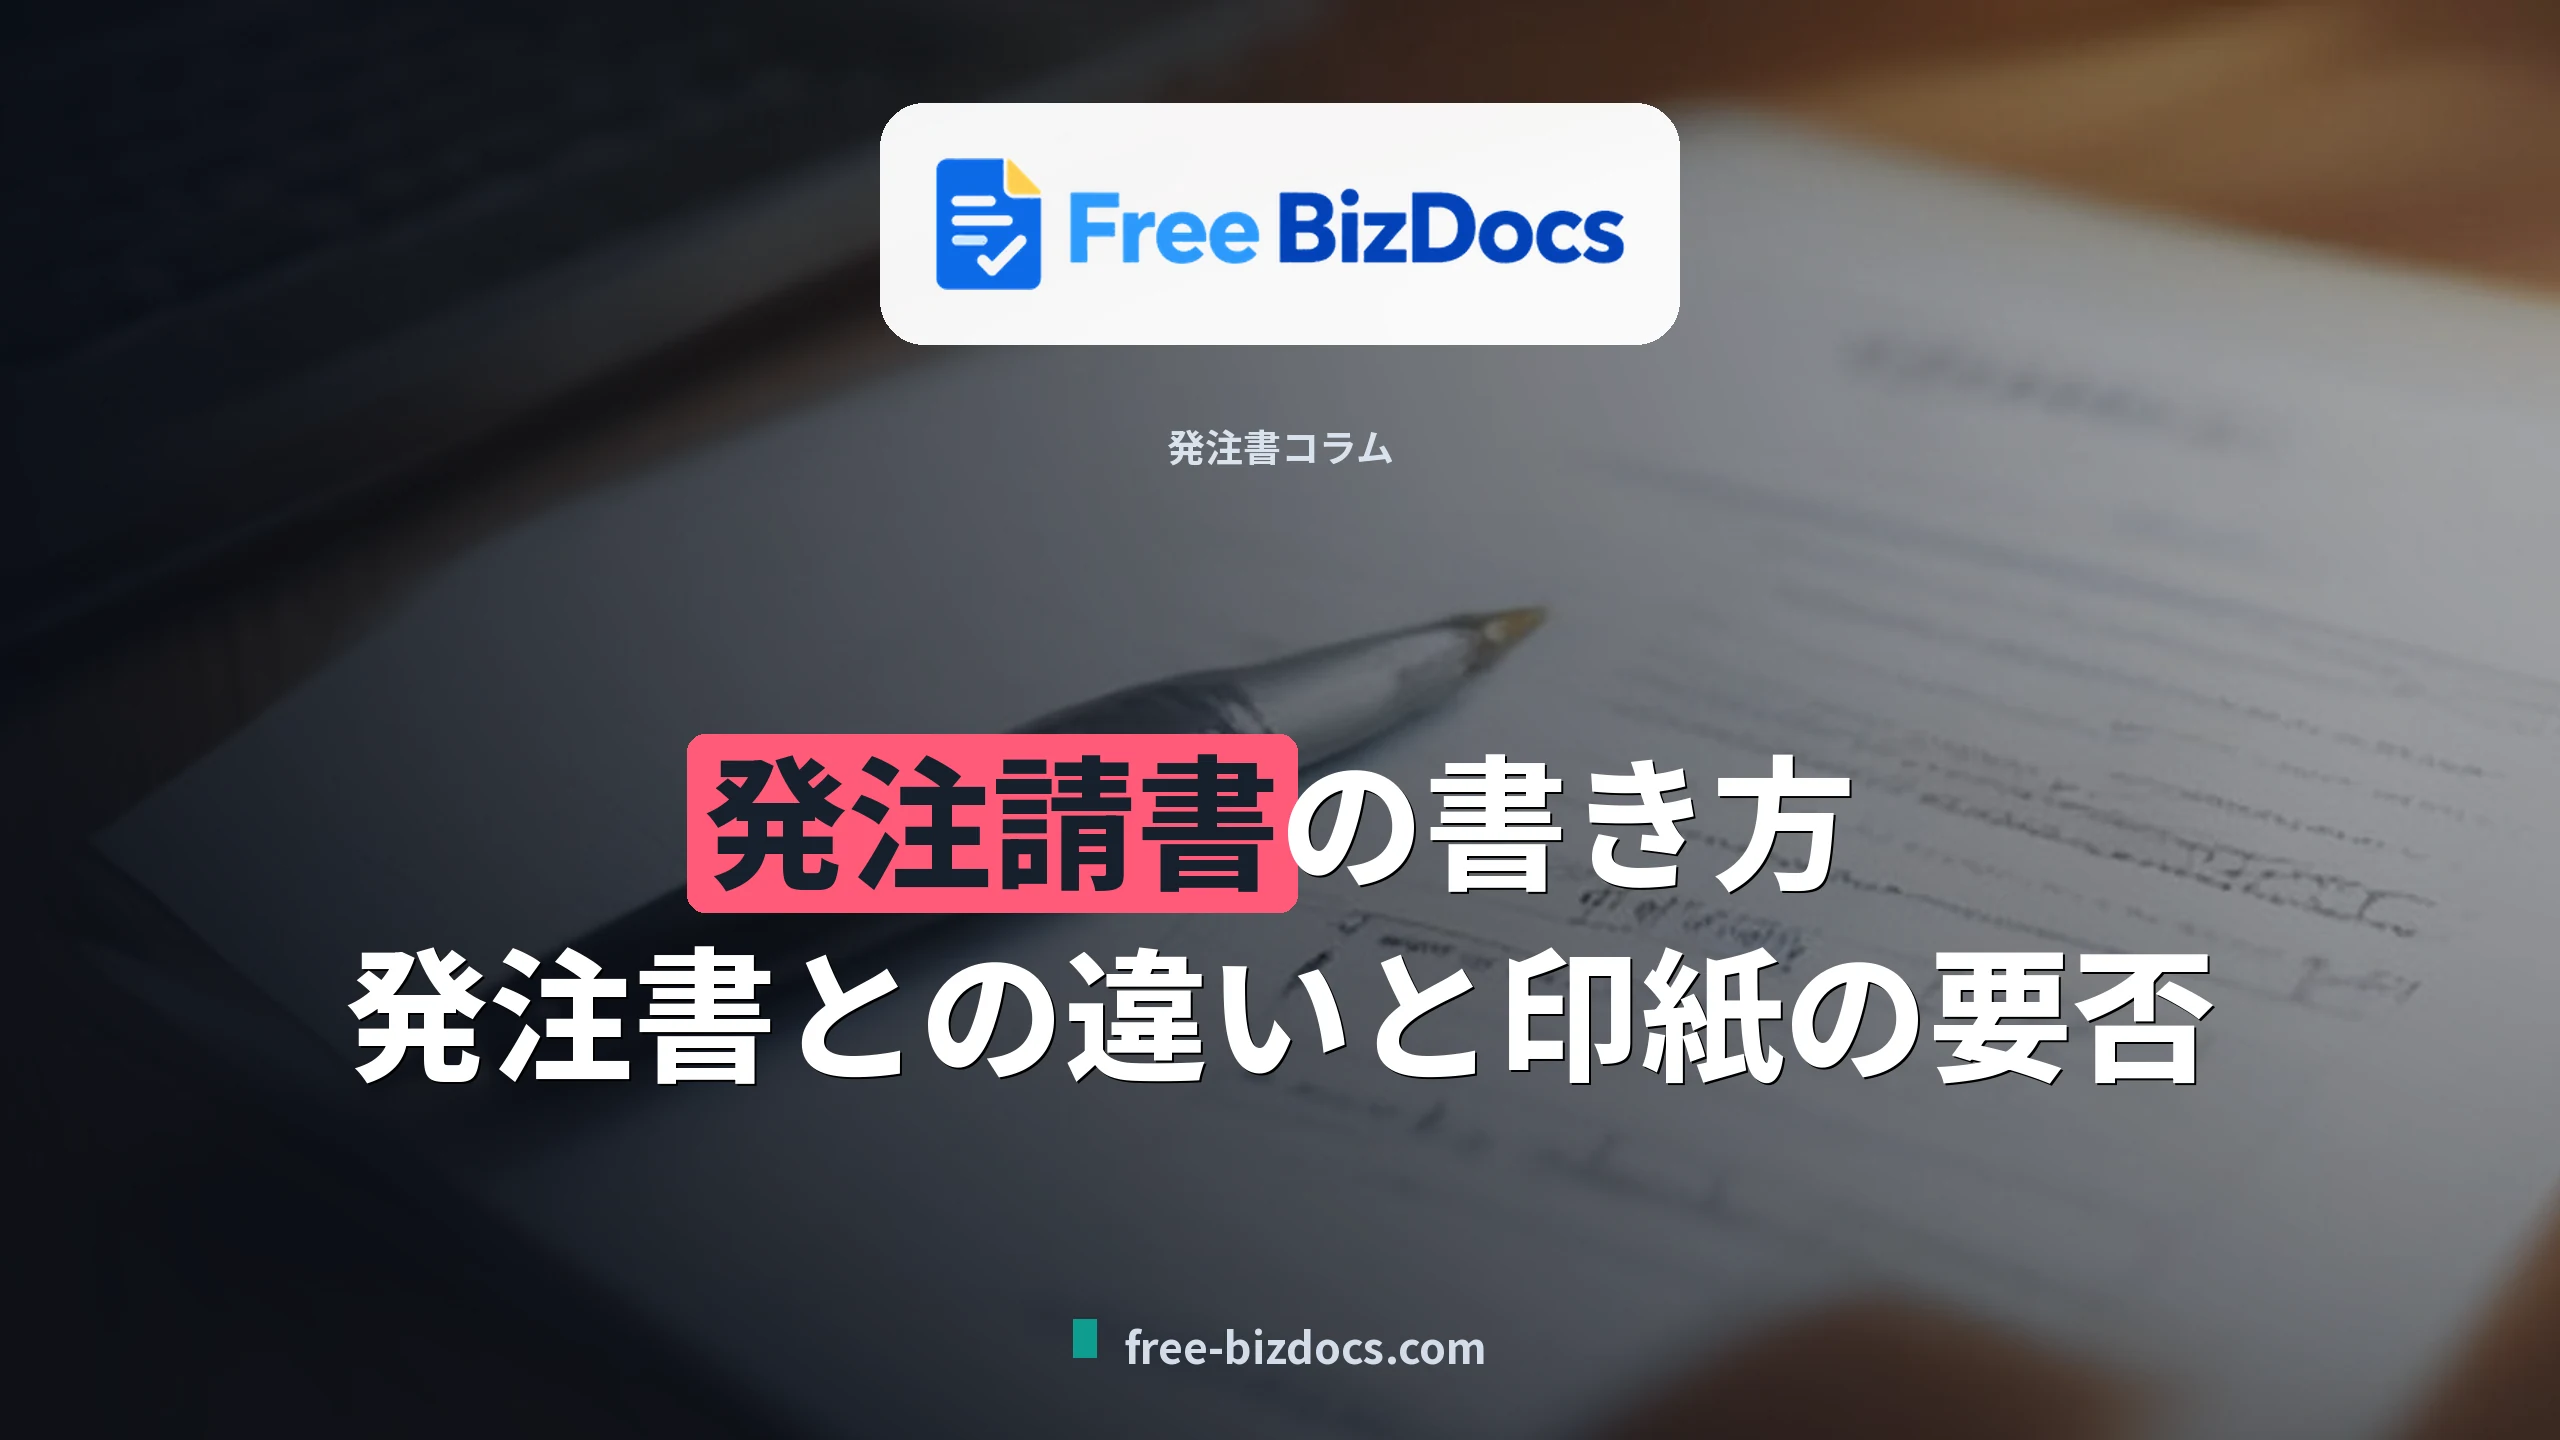 Free BizDocs
発注書コラム
発注請書の書き方
発注書との違いと印紙の要否
free-bizdocs.com